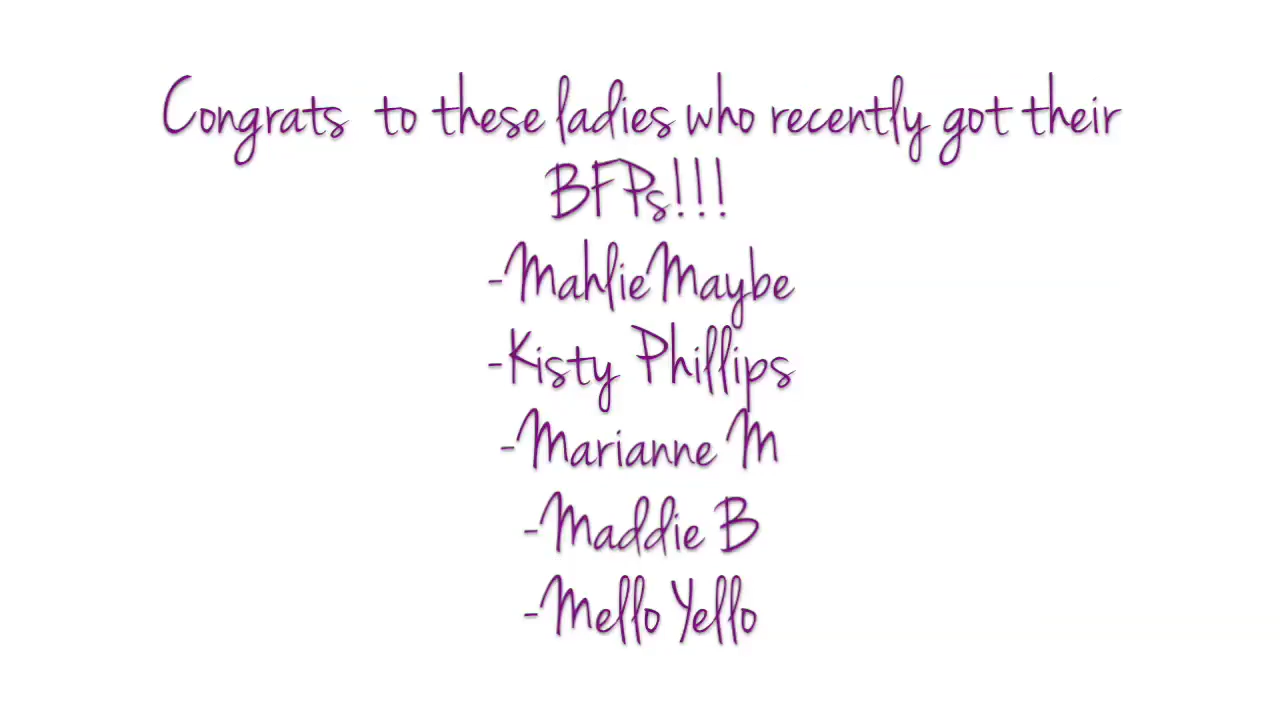 Congrats to these ladies who recently got their
BFPs!!!
-MahlieMaybe
-Kisty Phillips
-Marianne M
-Maddie B
-Mello Yello